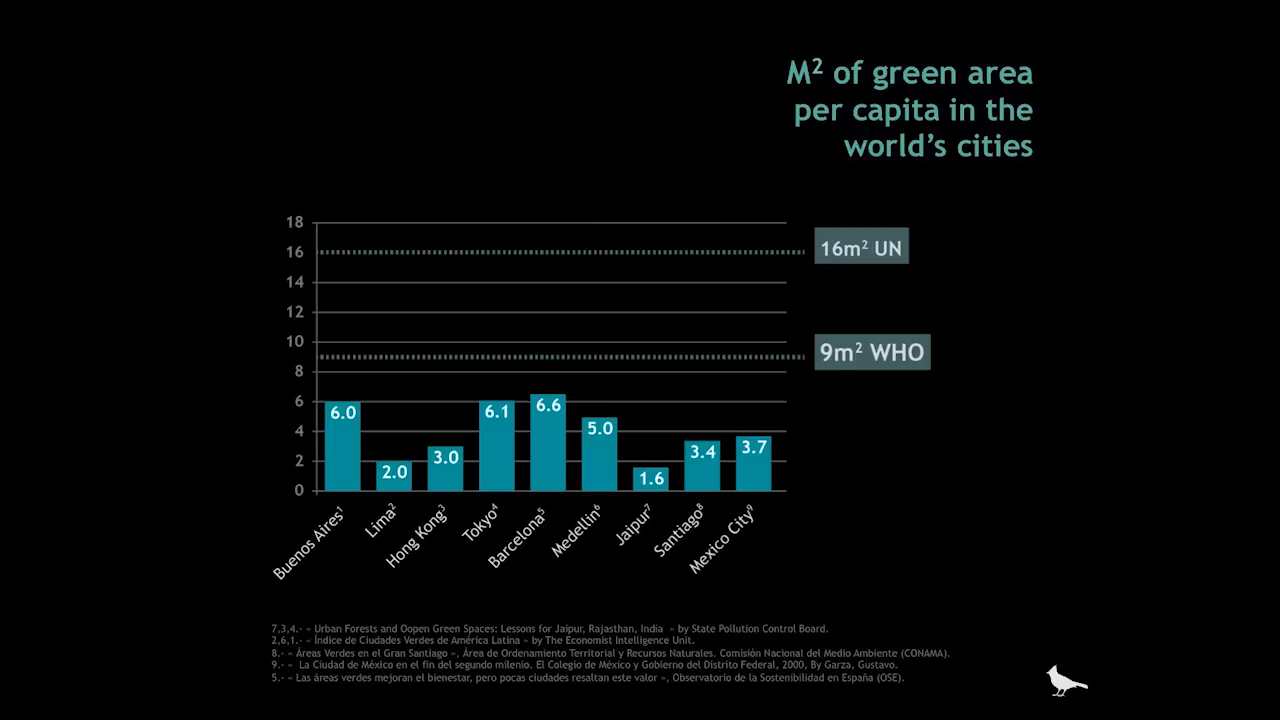 M² of green area
per capita in the
world's cities
18
16
14
12
10
8
6
4
2
0
16m² UN
9m² WHO
6.0
2.0
3.0
6.1
6.6
5.0
1.6
3.4
3.7
Buenos Aires¹
Lima²
Hong Kong³
Tokyo⁴
Barcelona⁵
Medellin⁶
Jaipur⁷
Santiago⁸
Mexico City⁹
7,3,4.- « Urban Forests and Oopen Green Spaces: Lessons for Jaipur, Rajasthan, India » by State Pollution Control Board.
2,6,1.- « Índice de Ciudades Verdes de América Latina » by The Economist Intelligence Unit.
8.- « Áreas Verdes en el Gran Santiago », Área de Ordenamiento Territorial y Recursos Naturales. Comisión Nacional del Medio Ambiente (CONAMA).
9.- « La Ciudad de México en el fin del segundo milenio. El Colegio de México y Gobierno del Distrito Federal, 2000, By Garza, Gustavo.
5.- « Las áreas verdes mejoran el bienestar, pero pocas ciudades resaltan este valor », Observatorio de la Sostenibilidad en España (OSE).